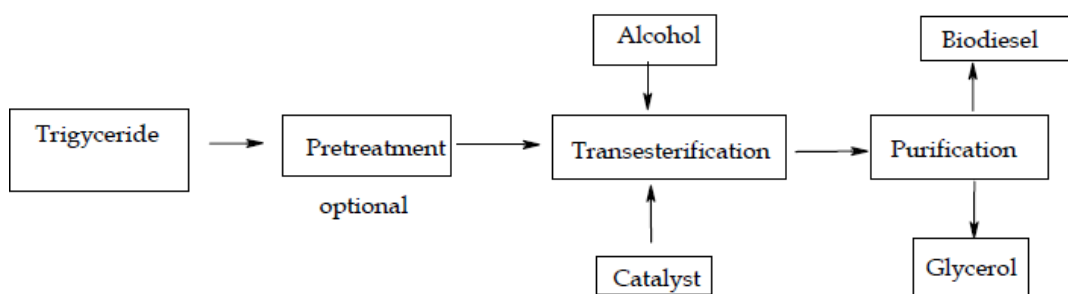 Alcohol
Biodiesel
Trigyceride
Pretreatment
Transesterification
Purification
optional
Catalyst
Glycerol